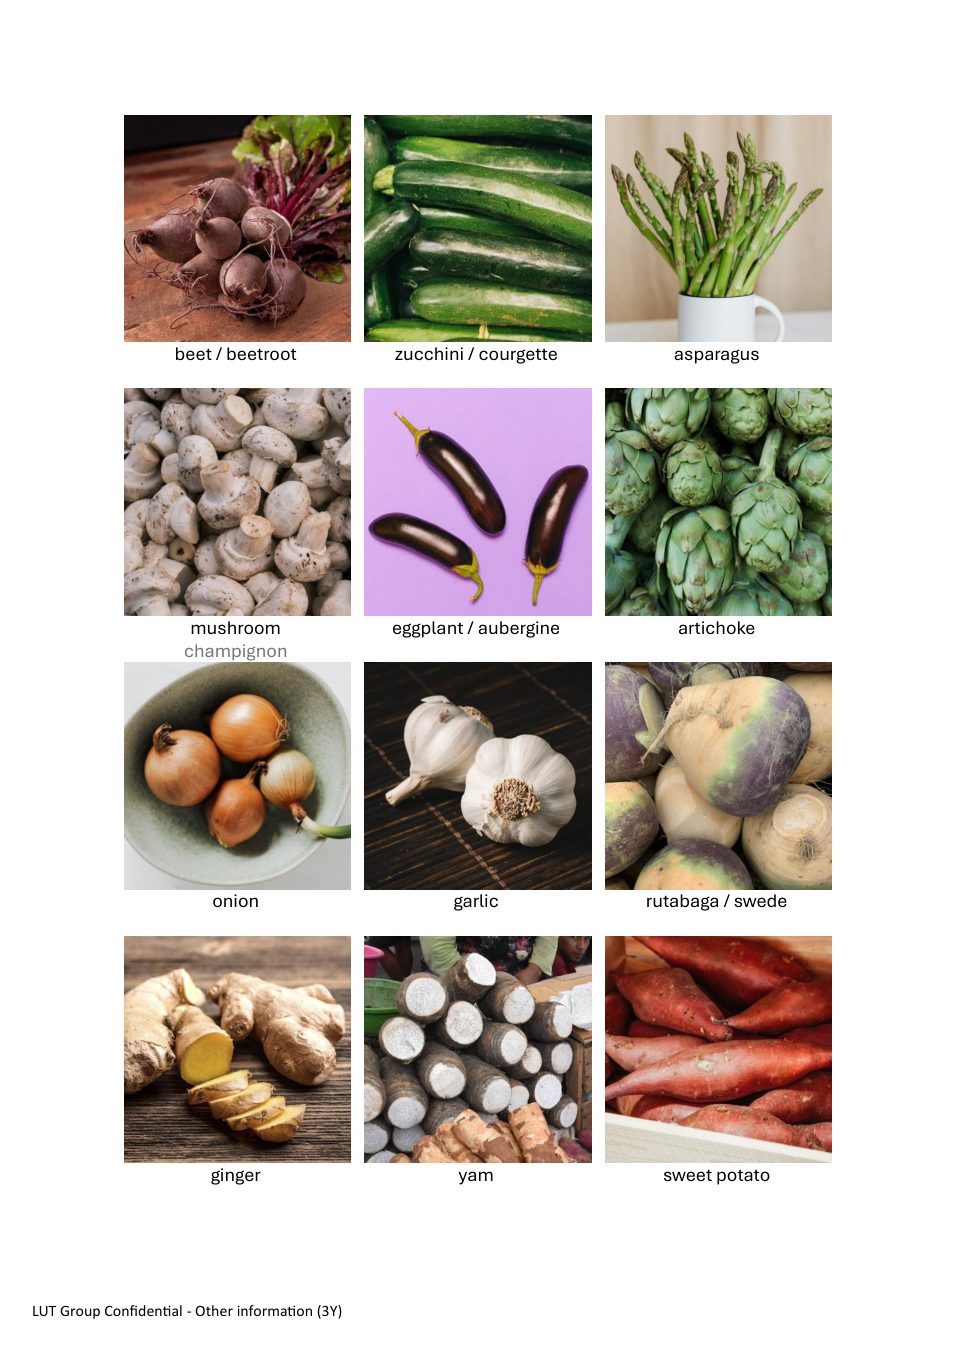 beet / beetroot
zucchini / courgette
asparagus
mushroom
champignon
eggplant / aubergine
artichoke
onion
garlic
rutabaga / swede
ginger
yam
sweet potato
LUT Group Confidential - Other information (3Y)